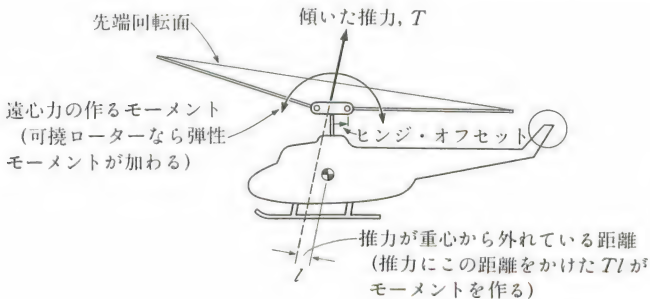 先端回転面
傾いた推力, T
遠心力の作るモーメント
(可撓ローターなら弾性
モーメントが加わる)
ヒンジ・オフセット
推力が重心から外れている距離
(推力にこの距離をかけた Tl が
モーメントを作る)
l